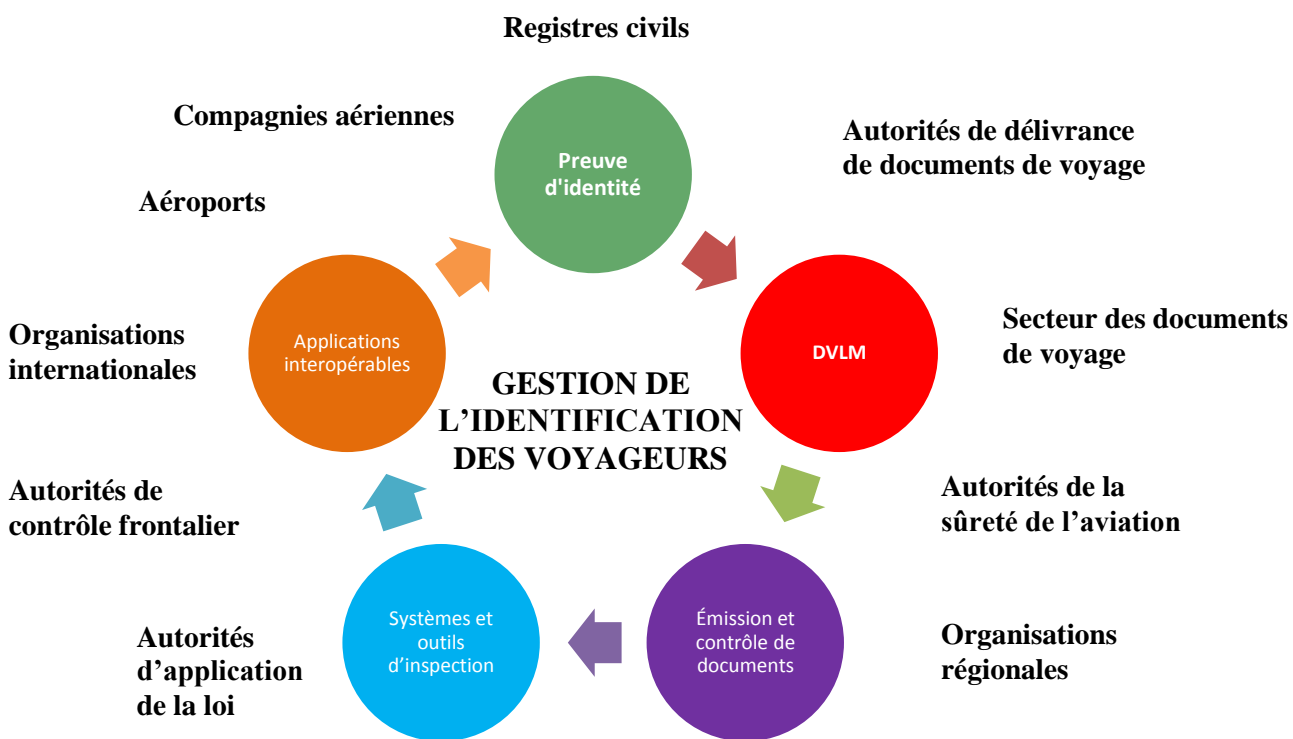 Registres civils
Compagnies aériennes
Preuve
d'identité
Autorités de délivrance
de documents de voyage
Aéroports
Organisations
internationales
Applications
interopérables
DVLM
Secteur des documents
de voyage
GESTION DE
L’IDENTIFICATION
DES VOYAGEURS
Autorités de
contrôle frontalier
Autorités de la
sûreté de l’aviation
Systèmes et
outils
d’inspection
Émission et
contrôle de
documents
Autorités
d’application
de la loi
Organisations
régionales